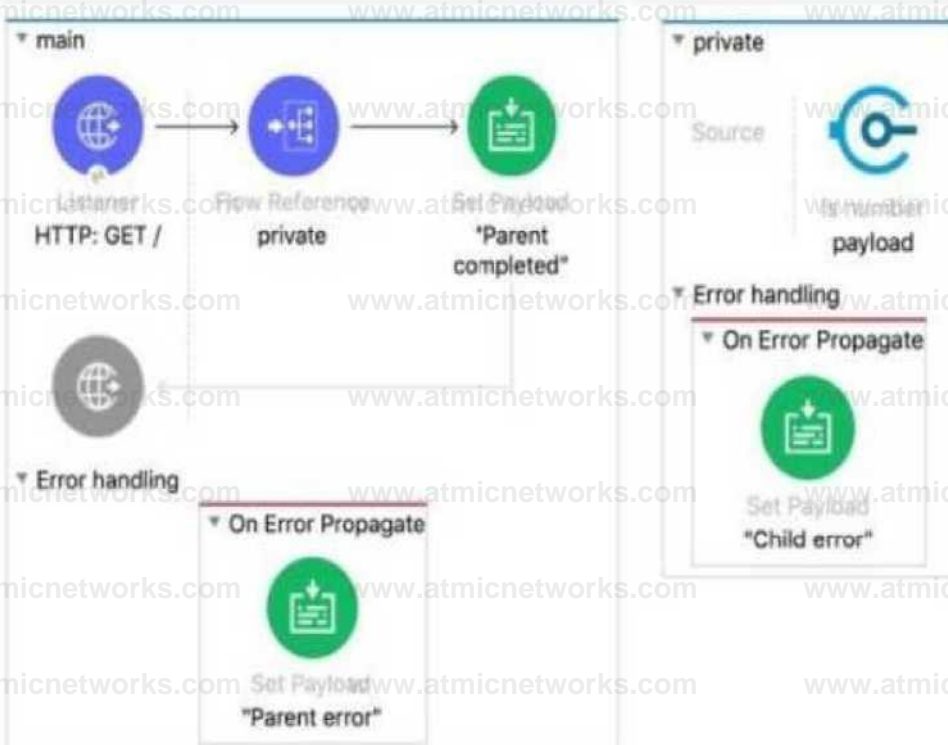 www.atmicnetworks.com
main
private
Source
Listener
HTTP: GET /
Flow Reference
private
Set Payload
"Parent
completed"
Is number
payload
Error handling
On Error Propagate
Set Payload
"Child error"
Error handling
On Error Propagate
Set Payload
"Parent error"